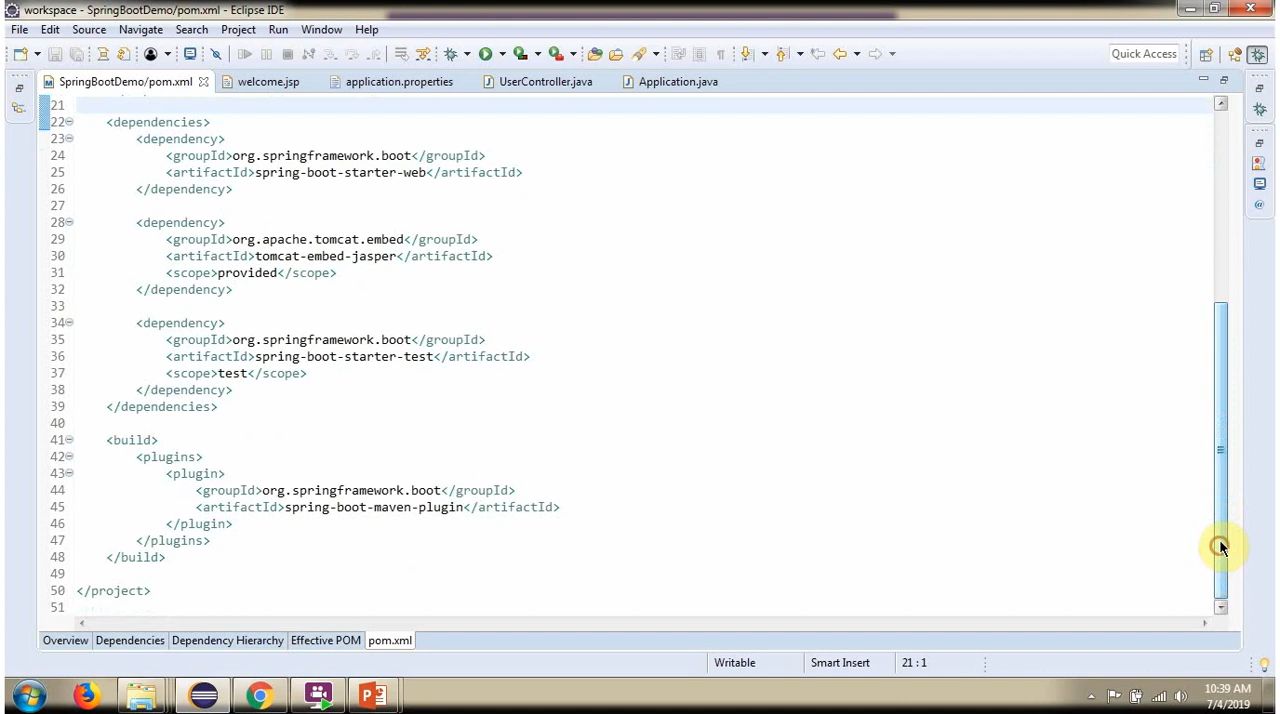 workspace - SpringBootDemo/pom.xml - Eclipse IDE
File Edit Source Navigate Search Project Run Window Help
Quick Access
SpringBootDemo/pom.xml welcome.jsp application.properties UserController.java Application.java
21
22 <dependencies>
23 <dependency>
24 <groupId>org.springframework.boot</groupId>
25 <artifactId>spring-boot-starter-web</artifactId>
26 </dependency>
27
28 <dependency>
29 <groupId>org.apache.tomcat.embed</groupId>
30 <artifactId>tomcat-embed-jasper</artifactId>
31 <scope>provided</scope>
32 </dependency>
33
34 <dependency>
35 <groupId>org.springframework.boot</groupId>
36 <artifactId>spring-boot-starter-test</artifactId>
37 <scope>test</scope>
38 </dependency>
39 </dependencies>
40
41 <build>
42 <plugins>
43 <plugin>
44 <groupId>org.springframework.boot</groupId>
45 <artifactId>spring-boot-maven-plugin</artifactId>
46 </plugin>
47 </plugins>
48 </build>
49
50 </project>
51
Overview Dependencies Dependency Hierarchy Effective POM pom.xml
Writable Smart Insert 21 : 1
10:39 AM
7/4/2019